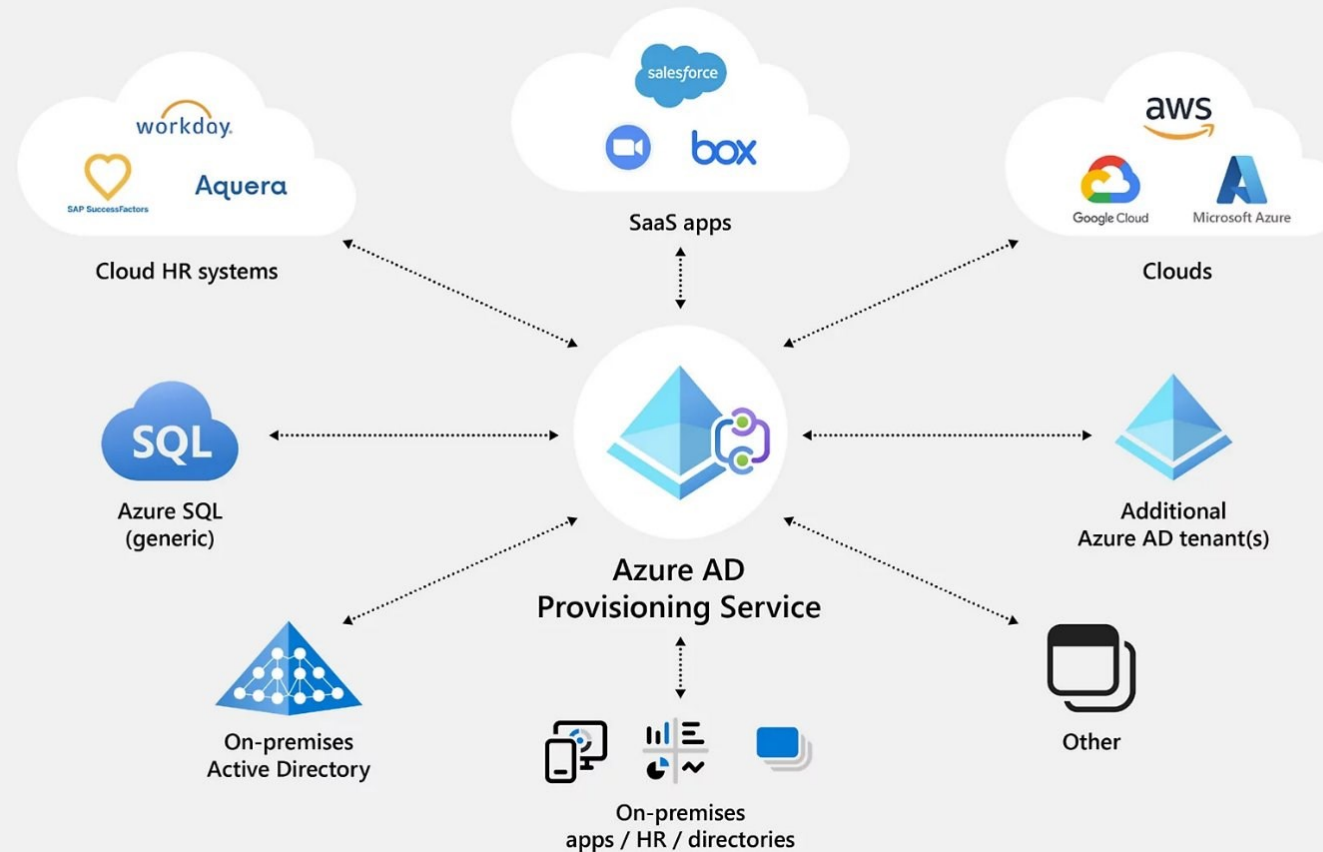 salesforce
box
SaaS apps
workday.
SAP SuccessFactors
Aquera
Cloud HR systems
aws
Google Cloud
Microsoft Azure
Clouds
SQL
Azure SQL
(generic)
Azure AD
Provisioning Service
Additional
Azure AD tenant(s)
On-premises
Active Directory
On-premises
apps / HR / directories
Other